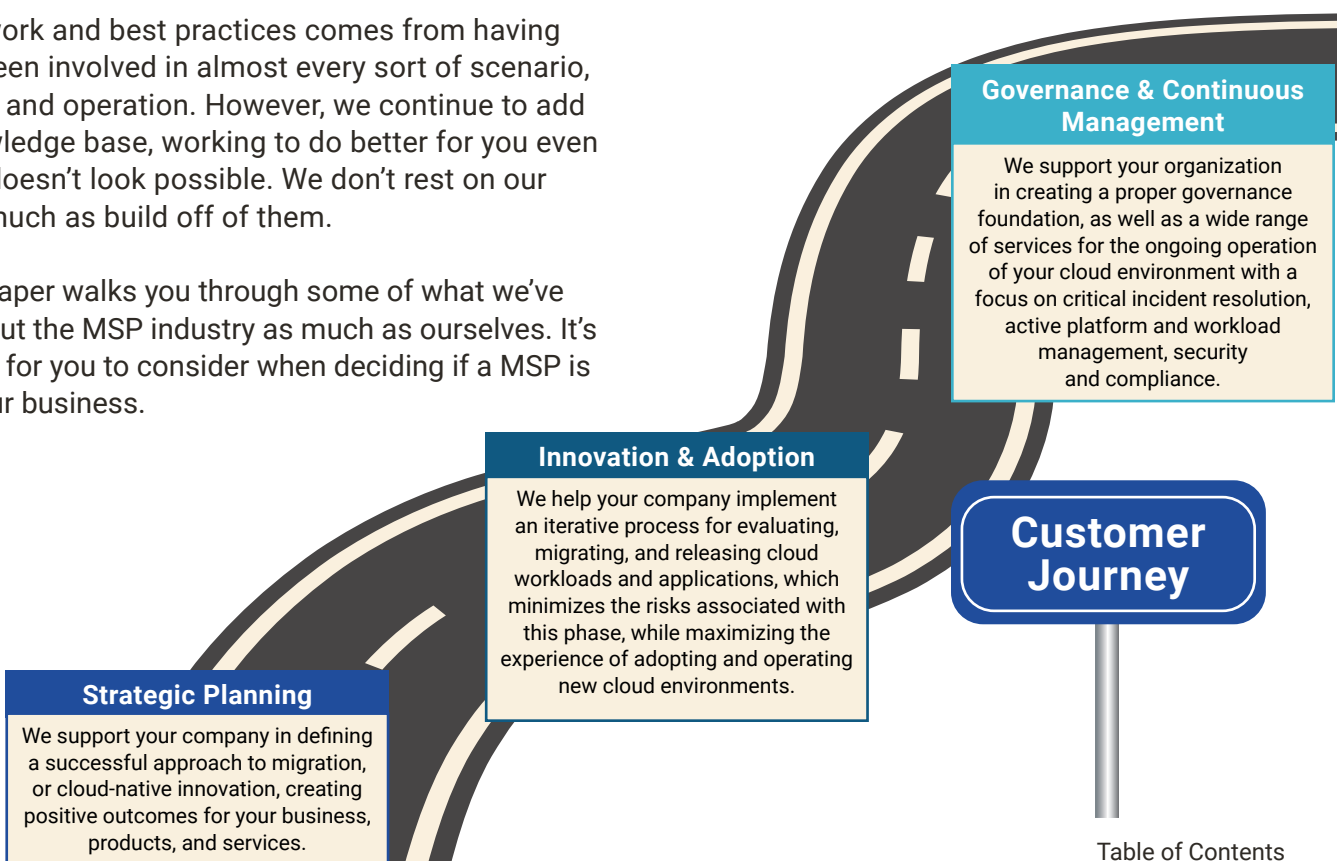 work and best practices comes from having
een involved in almost every sort of scenario,
and operation. However, we continue to add
ledge base, working to do better for you even
oesn't look possible. We don't rest on our
much as build off of them.
aper walks you through some of what we've
ut the MSP industry as much as ourselves. It's
for you to consider when deciding if a MSP is
ur business.
Governance & Continuous
Management
We support your organization
in creating a proper governance
foundation, as well as a wide range
of services for the ongoing operation
of your cloud environment with a
focus on critical incident resolution,
active platform and workload
management, security
and compliance.
Innovation & Adoption
We help your company implement
an iterative process for evaluating,
migrating, and releasing cloud
workloads and applications, which
minimizes the risks associated with
this phase, while maximizing the
experience of adopting and operating
new cloud environments.
Customer
Journey
Strategic Planning
We support your company in defining
a successful approach to migration,
or cloud-native innovation, creating
positive outcomes for your business,
products, and services.
Table of Contents